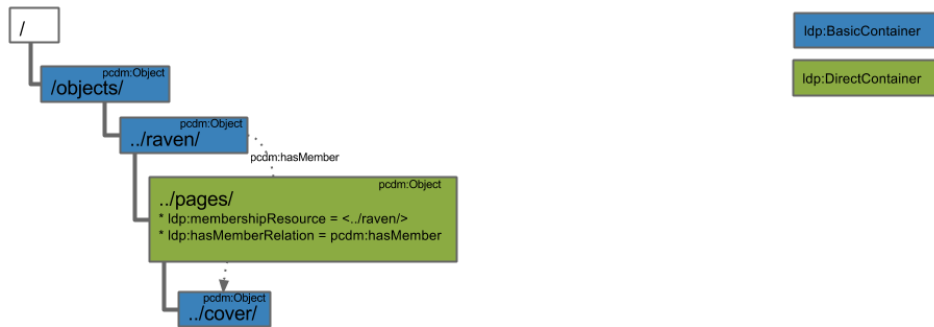 /
pcdm:Object
/objects/
pcdm:Object
../raven/
pcdm:hasMember
pcdm:Object
../pages/
* ldp:membershipResource = <../raven/>
* ldp:hasMemberRelation = pcdm:hasMember
pcdm:Object
../cover/
ldp:BasicContainer
ldp:DirectContainer